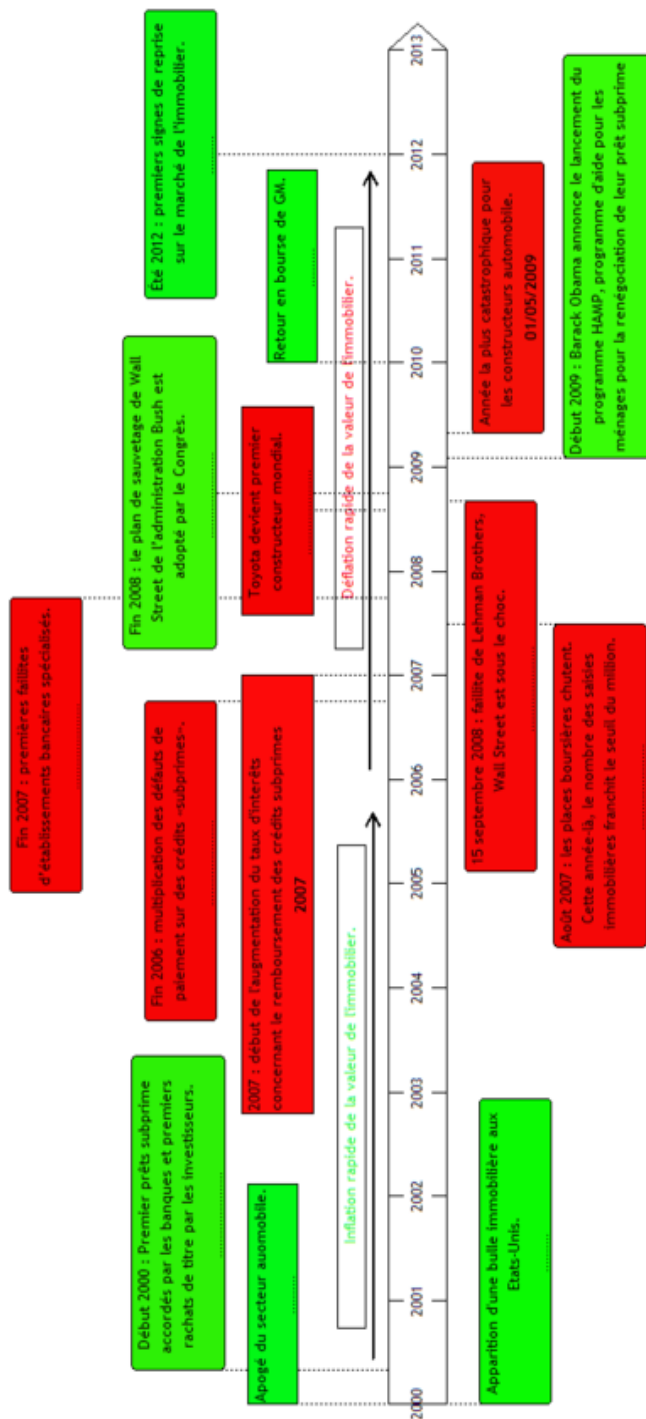 Fin 2007 : premières faillites
d'établissements bancaires spécialisés.
Début 2000 : Premier prêts subprime
accordés par les banques et premiers
rachats de titre par les investisseurs.
Fin 2006 : multiplication des défauts de
paiement sur des crédits «subprimes».
Fin 2008 : le plan de sauvetage de Wall
Street de l'administration Bush est
adopté par le Congrès.
Été 2012 : premiers signes de reprise
sur le marché de l'immobilier.
Apogé du secteur auomobile.
2007 : début de l'augmentation du taux d'interêts
concernant le remboursement des crédits subprimes
2007
Toyota devient premier
constructeur mondial.
Retour en bourse de GM.
Inflation rapide de la valeur de l'immobilier.
Déflation rapide de la valeur de l'immobilier.
2000
2001
2002
2003
2004
2005
2006
2007
2008
2009
2010
2011
2012
2013
Apparition d'une bulle immobilière aux
Etats-Unis.
15 septembre 2008 : faillite de Lehman Brothers,
Wall Street est sous le choc.
Année la plus catastrophique pour
les constructeurs automobile.
01/05/2009
Août 2007 : les places boursières chutent.
Cette année-là, le nombre des saisies
immobilières franchit le seuil du million.
Début 2009 : Barack Obama annonce le lancement du
programme HAMP, programme d'aide pour les
ménages pour la renégociation de leur prêt subprime